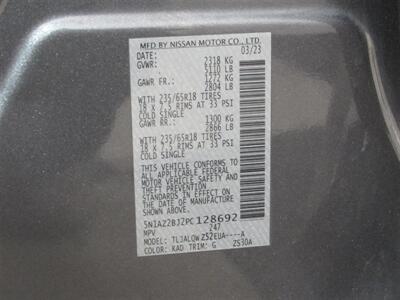 MFD BY NISSAN MOTOR CO., LTD.
DATE: 03/23
GVWR: 2318 KG
5110 LB
GAWR FR.: 1272 KG
2804 LB
WITH 235/65R18 TIRES
18 x 7.5 RIMS AT 33 PSI
COLD SINGLE
GAWR RR.: 1300 KG
2866 LB
WITH 235/65R18 TIRES
18 x 7.5 RIMS AT 33 PSI
COLD SINGLE
THIS VEHICLE CONFORMS TO
ALL APPLICABLE FEDERAL
MOTOR VEHICLE SAFETY AND
THEFT PREVENTION
STANDARDS IN EFFECT ON
THE DATE OF MANUFACTURE
SHOWN ABOVE.
5N1AZ2BJ2PC128692
MPV 247
MODEL: TLJALQWZS2EUA----A
COLOR: KAD TRIM: G ZS30A